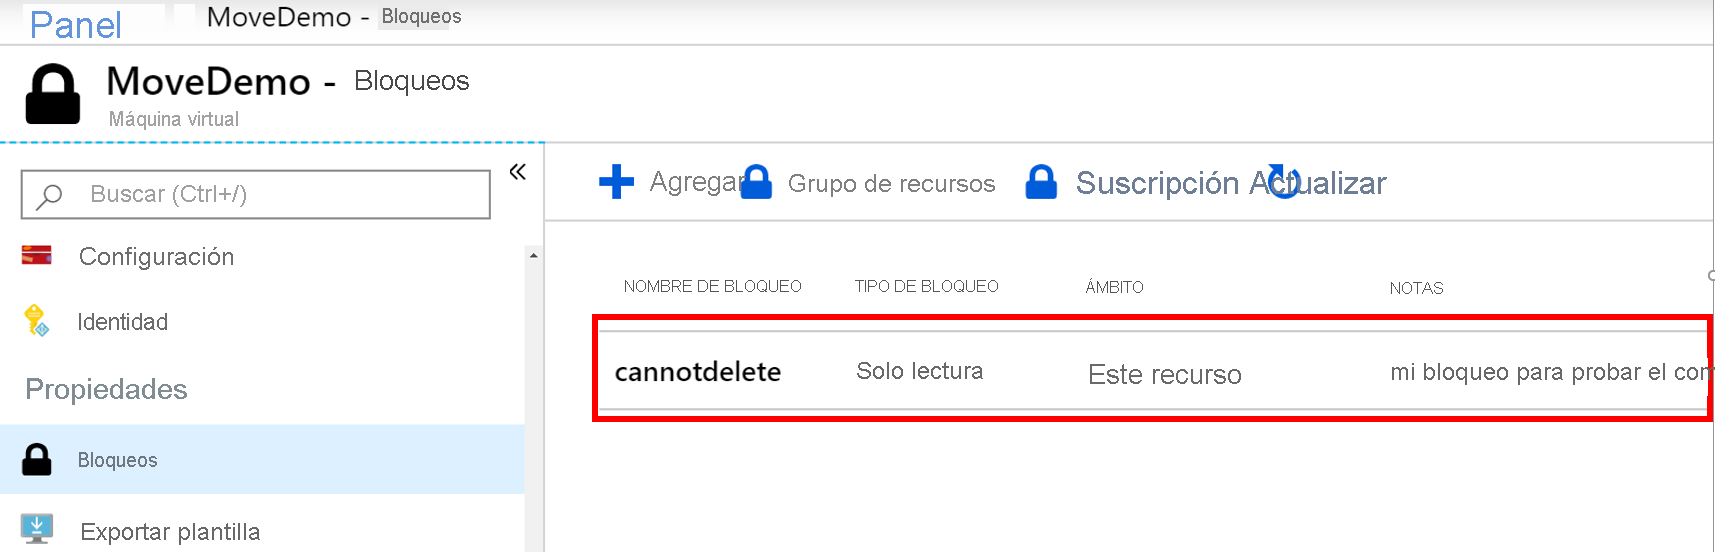 Panel
MoveDemo - Bloqueos
MoveDemo - Bloqueos
Máquina virtual
Buscar (Ctrl+/)
Configuración
Identidad
Propiedades
Bloqueos
Exportar plantilla
Agregar Grupo de recursos Suscripción Actualizar
NOMBRE DE BLOQUEO TIPO DE BLOQUEO ÁMBITO NOTAS
cannotdelete Solo lectura Este recurso mi bloqueo para probar el com